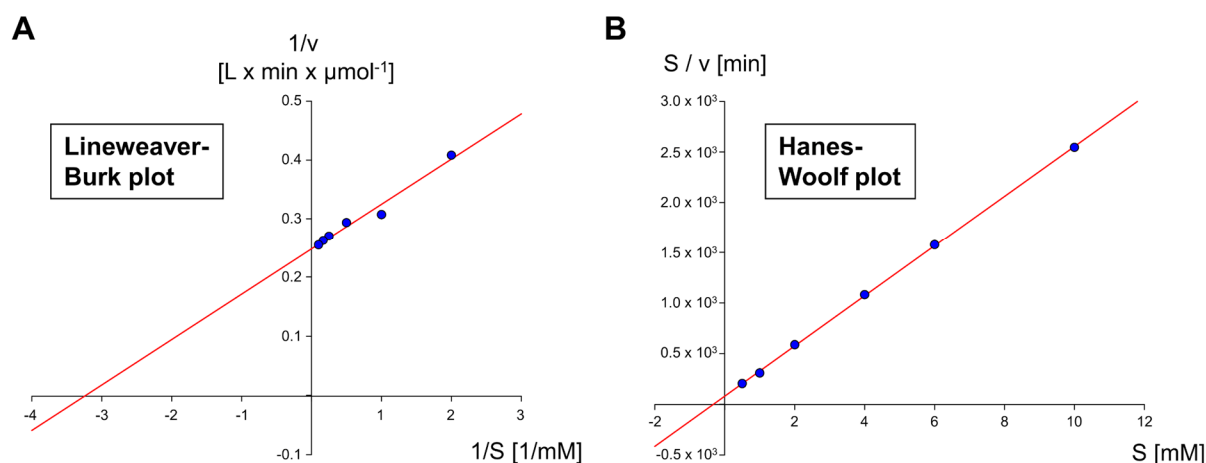 A
1/v
[L x min x µmol⁻¹]
Lineweaver-
Burk plot
0.5
0.4
0.3
0.2
0.1
-0.1
-4
-3
-2
-1
0
1
2
3
1/S [1/mM]
B
S / v [min]
Hanes-
Woolf plot
3.0 x 10³
2.5 x 10³
2.0 x 10³
1.5 x 10³
1.0 x 10³
0.5 x 10³
-0.5 x 10³
-2
0
2
4
6
8
10
12
S [mM]